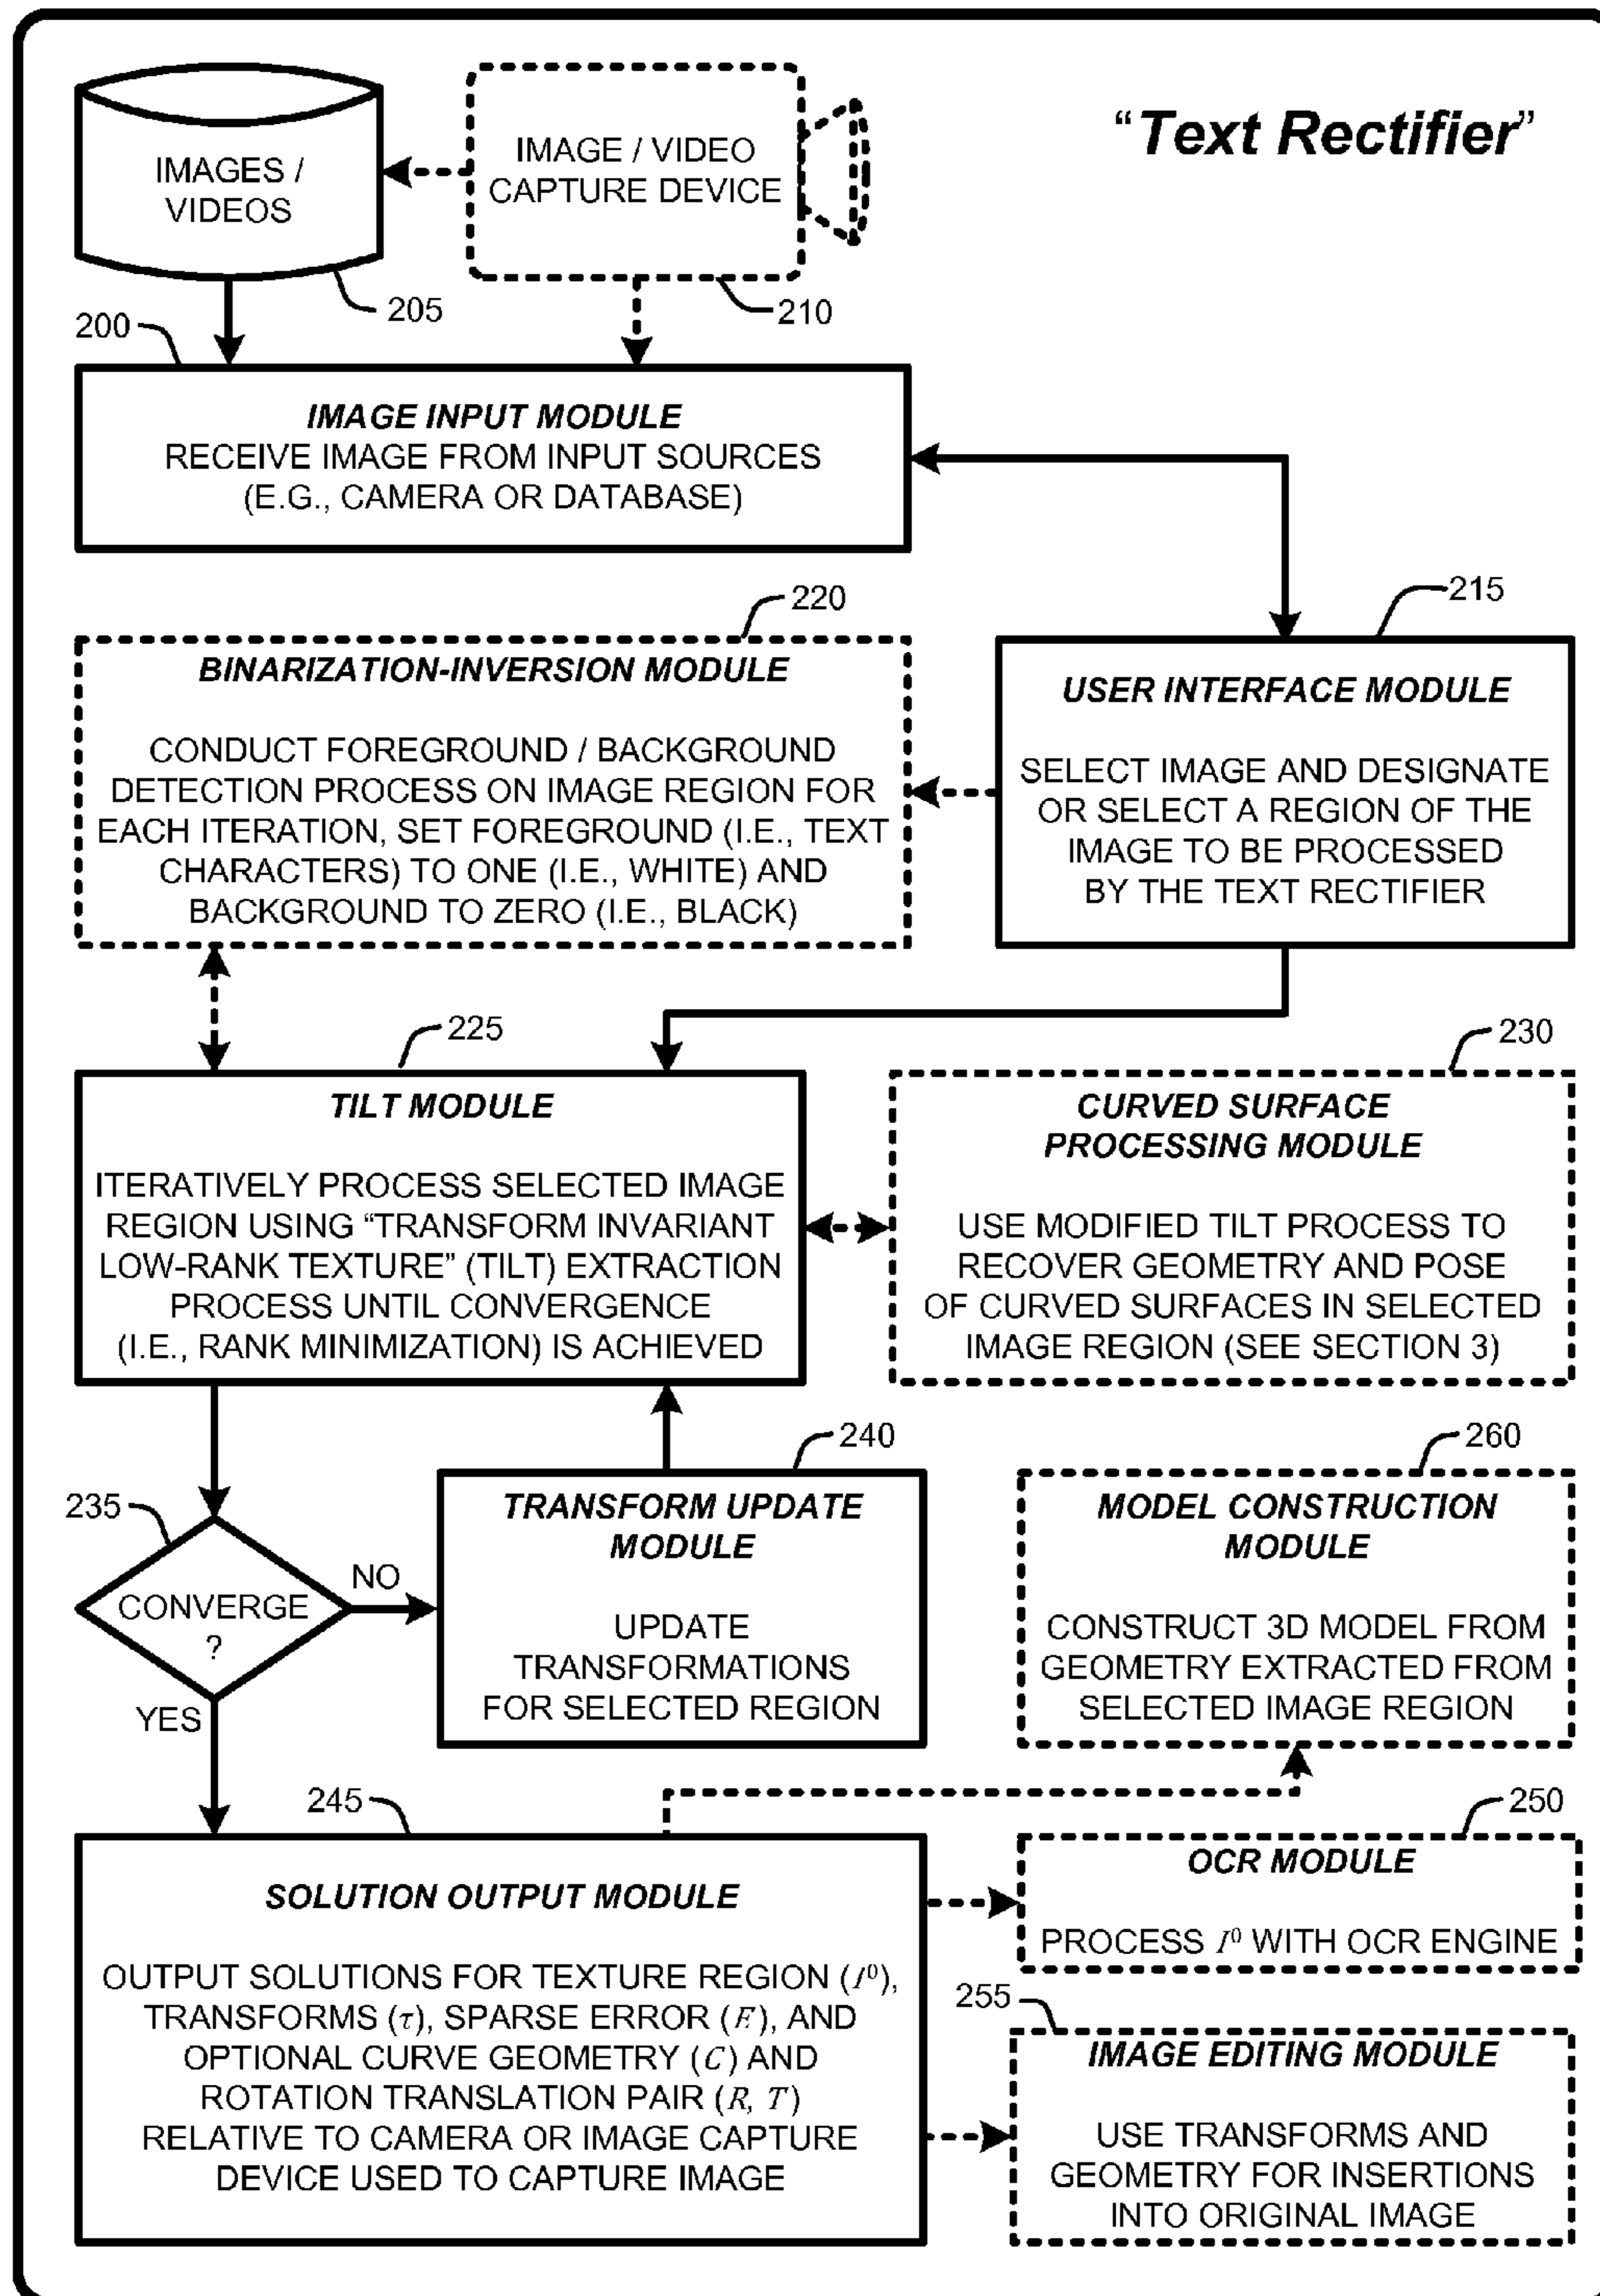 “Text Rectifier”
IMAGES /
VIDEOS
IMAGE / VIDEO
CAPTURE DEVICE
205
210
200
IMAGE INPUT MODULE
RECEIVE IMAGE FROM INPUT SOURCES
(E.G., CAMERA OR DATABASE)
220
215
BINARIZATION-INVERSION MODULE
CONDUCT FOREGROUND / BACKGROUND
DETECTION PROCESS ON IMAGE REGION FOR
EACH ITERATION, SET FOREGROUND (I.E., TEXT
CHARACTERS) TO ONE (I.E., WHITE) AND
BACKGROUND TO ZERO (I.E., BLACK)
USER INTERFACE MODULE
SELECT IMAGE AND DESIGNATE
OR SELECT A REGION OF THE
IMAGE TO BE PROCESSED
BY THE TEXT RECTIFIER
225
230
TILT MODULE
ITERATIVELY PROCESS SELECTED IMAGE
REGION USING “TRANSFORM INVARIANT
LOW-RANK TEXTURE” (TILT) EXTRACTION
PROCESS UNTIL CONVERGENCE
(I.E., RANK MINIMIZATION) IS ACHIEVED
CURVED SURFACE
PROCESSING MODULE
USE MODIFIED TILT PROCESS TO
RECOVER GEOMETRY AND POSE
OF CURVED SURFACES IN SELECTED
IMAGE REGION (SEE SECTION 3)
235
CONVERGE
?
NO
YES
240
TRANSFORM UPDATE
MODULE
UPDATE
TRANSFORMATIONS
FOR SELECTED REGION
260
MODEL CONSTRUCTION
MODULE
CONSTRUCT 3D MODEL FROM
GEOMETRY EXTRACTED FROM
SELECTED IMAGE REGION
245
SOLUTION OUTPUT MODULE
OUTPUT SOLUTIONS FOR TEXTURE REGION (I⁰),
TRANSFORMS (τ), SPARSE ERROR (E), AND
OPTIONAL CURVE GEOMETRY (C) AND
ROTATION TRANSLATION PAIR (R, T)
RELATIVE TO CAMERA OR IMAGE CAPTURE
DEVICE USED TO CAPTURE IMAGE
250
OCR MODULE
PROCESS I⁰ WITH OCR ENGINE
255
IMAGE EDITING MODULE
USE TRANSFORMS AND
GEOMETRY FOR INSERTIONS
INTO ORIGINAL IMAGE